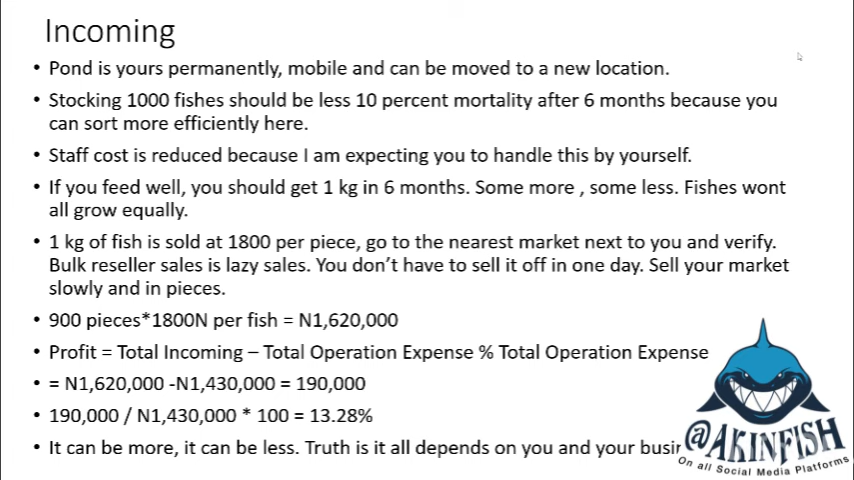 Incoming
• Pond is yours permanently, mobile and can be moved to a new location.
• Stocking 1000 fishes should be less 10 percent mortality after 6 months because you
can sort more efficiently here.
• Staff cost is reduced because I am expecting you to handle this by yourself.
• If you feed well, you should get 1 kg in 6 months. Some more , some less. Fishes wont
all grow equally.
• 1 kg of fish is sold at 1800 per piece, go to the nearest market next to you and verify.
Bulk reseller sales is lazy sales. You don’t have to sell it off in one day. Sell your market
slowly and in pieces.
• 900 pieces*1800N per fish = N1,620,000
• Profit = Total Incoming – Total Operation Expense % Total Operation Expense
• = N1,620,000 -N1,430,000 = 190,000
• 190,000 / N1,430,000 * 100 = 13.28%
• It can be more, it can be less. Truth is it all depends on you and your
@AKINFISH
On all Social Media Platforms